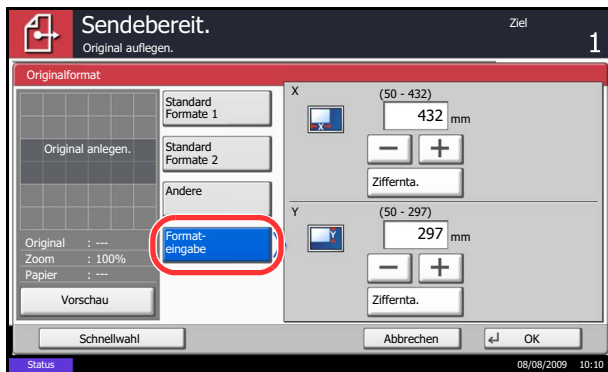 Sendebereit.
Original auflegen.
Ziel
1
Originalformat
Original anlegen.
Original : ---
Zoom : 100%
Papier : ---
Vorschau
Standard
Formate 1
Standard
Formate 2
Andere
Format-
eingabe
X
(50 - 432)
X
432 mm
Ziffernta.
Y
(50 - 297)
Y
297 mm
Ziffernta.
Schnellwahl
Abbrechen
OK
Status
08/08/2009 10:10